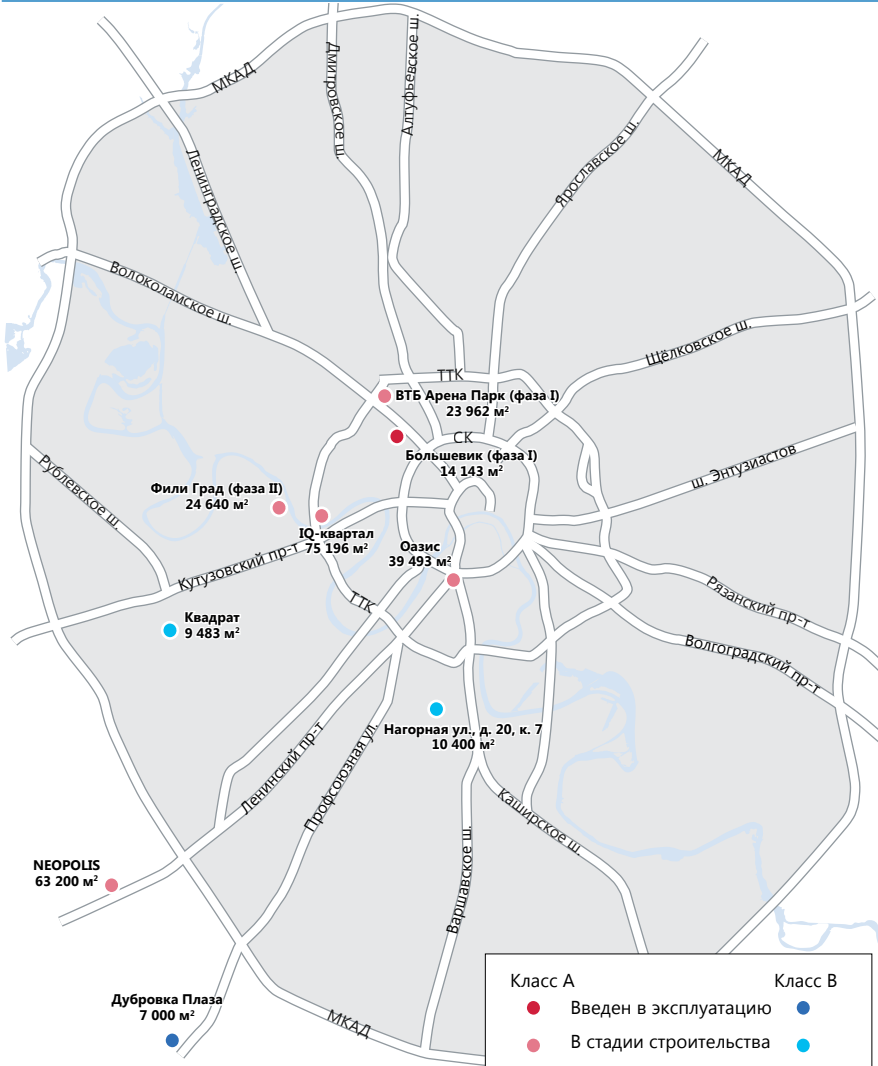 МКАД
Дмитровское ш.
Алтуфьевское ш.
Ярославское ш.
МКАД
Ленинградское ш.
Волоколамское ш.
Щёлковское ш.
ТТК
ВТБ Арена Парк (фаза I)
23 962 м²
СК
Большевик (фаза I)
14 143 м²
ш. Энтузиастов
Рублевское ш.
Фили Град (фаза II)
24 640 м²
IQ-квартал
75 196 м²
Оазис
39 493 м²
Кутузовский пр-т
ТТК
Рязанский пр-т
Квадрат
9 483 м²
Волгоградский пр-т
Нагорная ул., д. 20, к. 7
10 400 м²
Ленинский пр-т
Профсоюзная ул.
Каширское ш.
Варшавское ш.
NEOPOLIS
63 200 м²
Дубровка Плаза
7 000 м²
МКАД
Класс А
Класс В
Введен в эксплуатацию
В стадии строительства